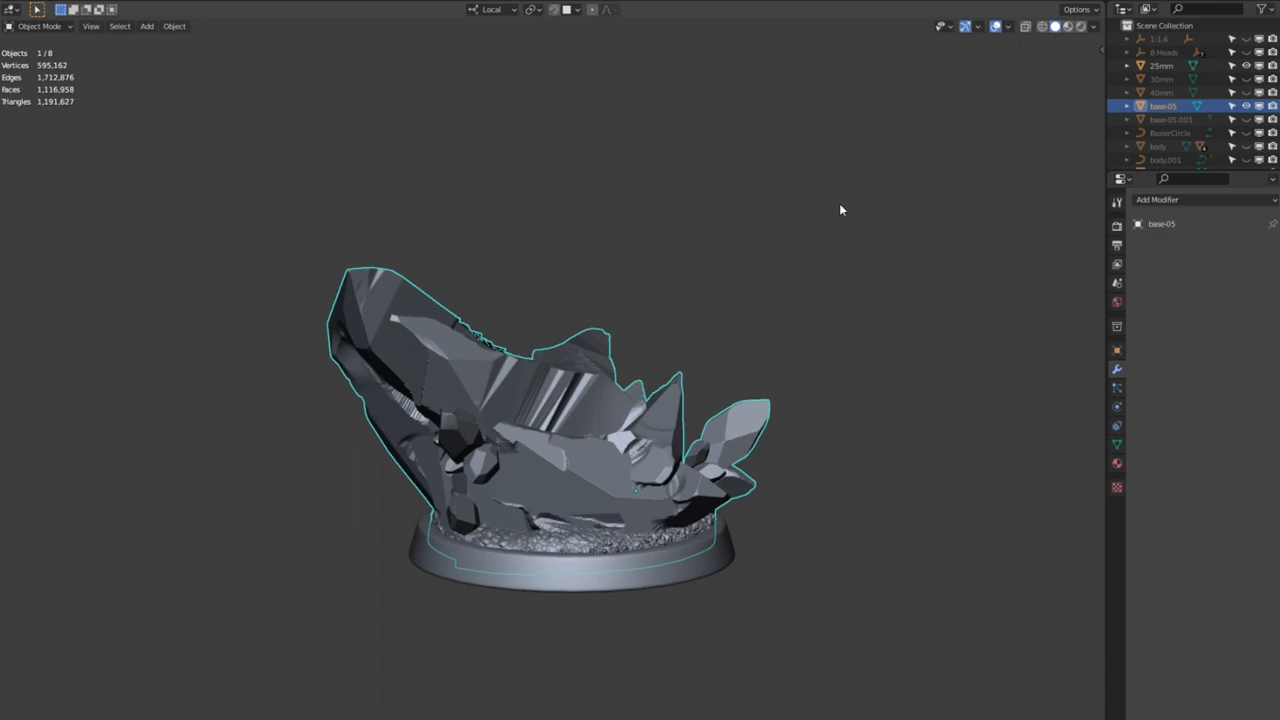 Local
Options
Object Mode
View
Select
Add
Object
Objects 1 / 8
Vertices 595,162
Edges 1,712,876
Faces 1,116,958
Triangles 1,191,627
Scene Collection
1:1.6
8 Heads
25mm
30mm
40mm
base-05
base-05.001
BezierCircle
body
body.001
Add Modifier
base-05